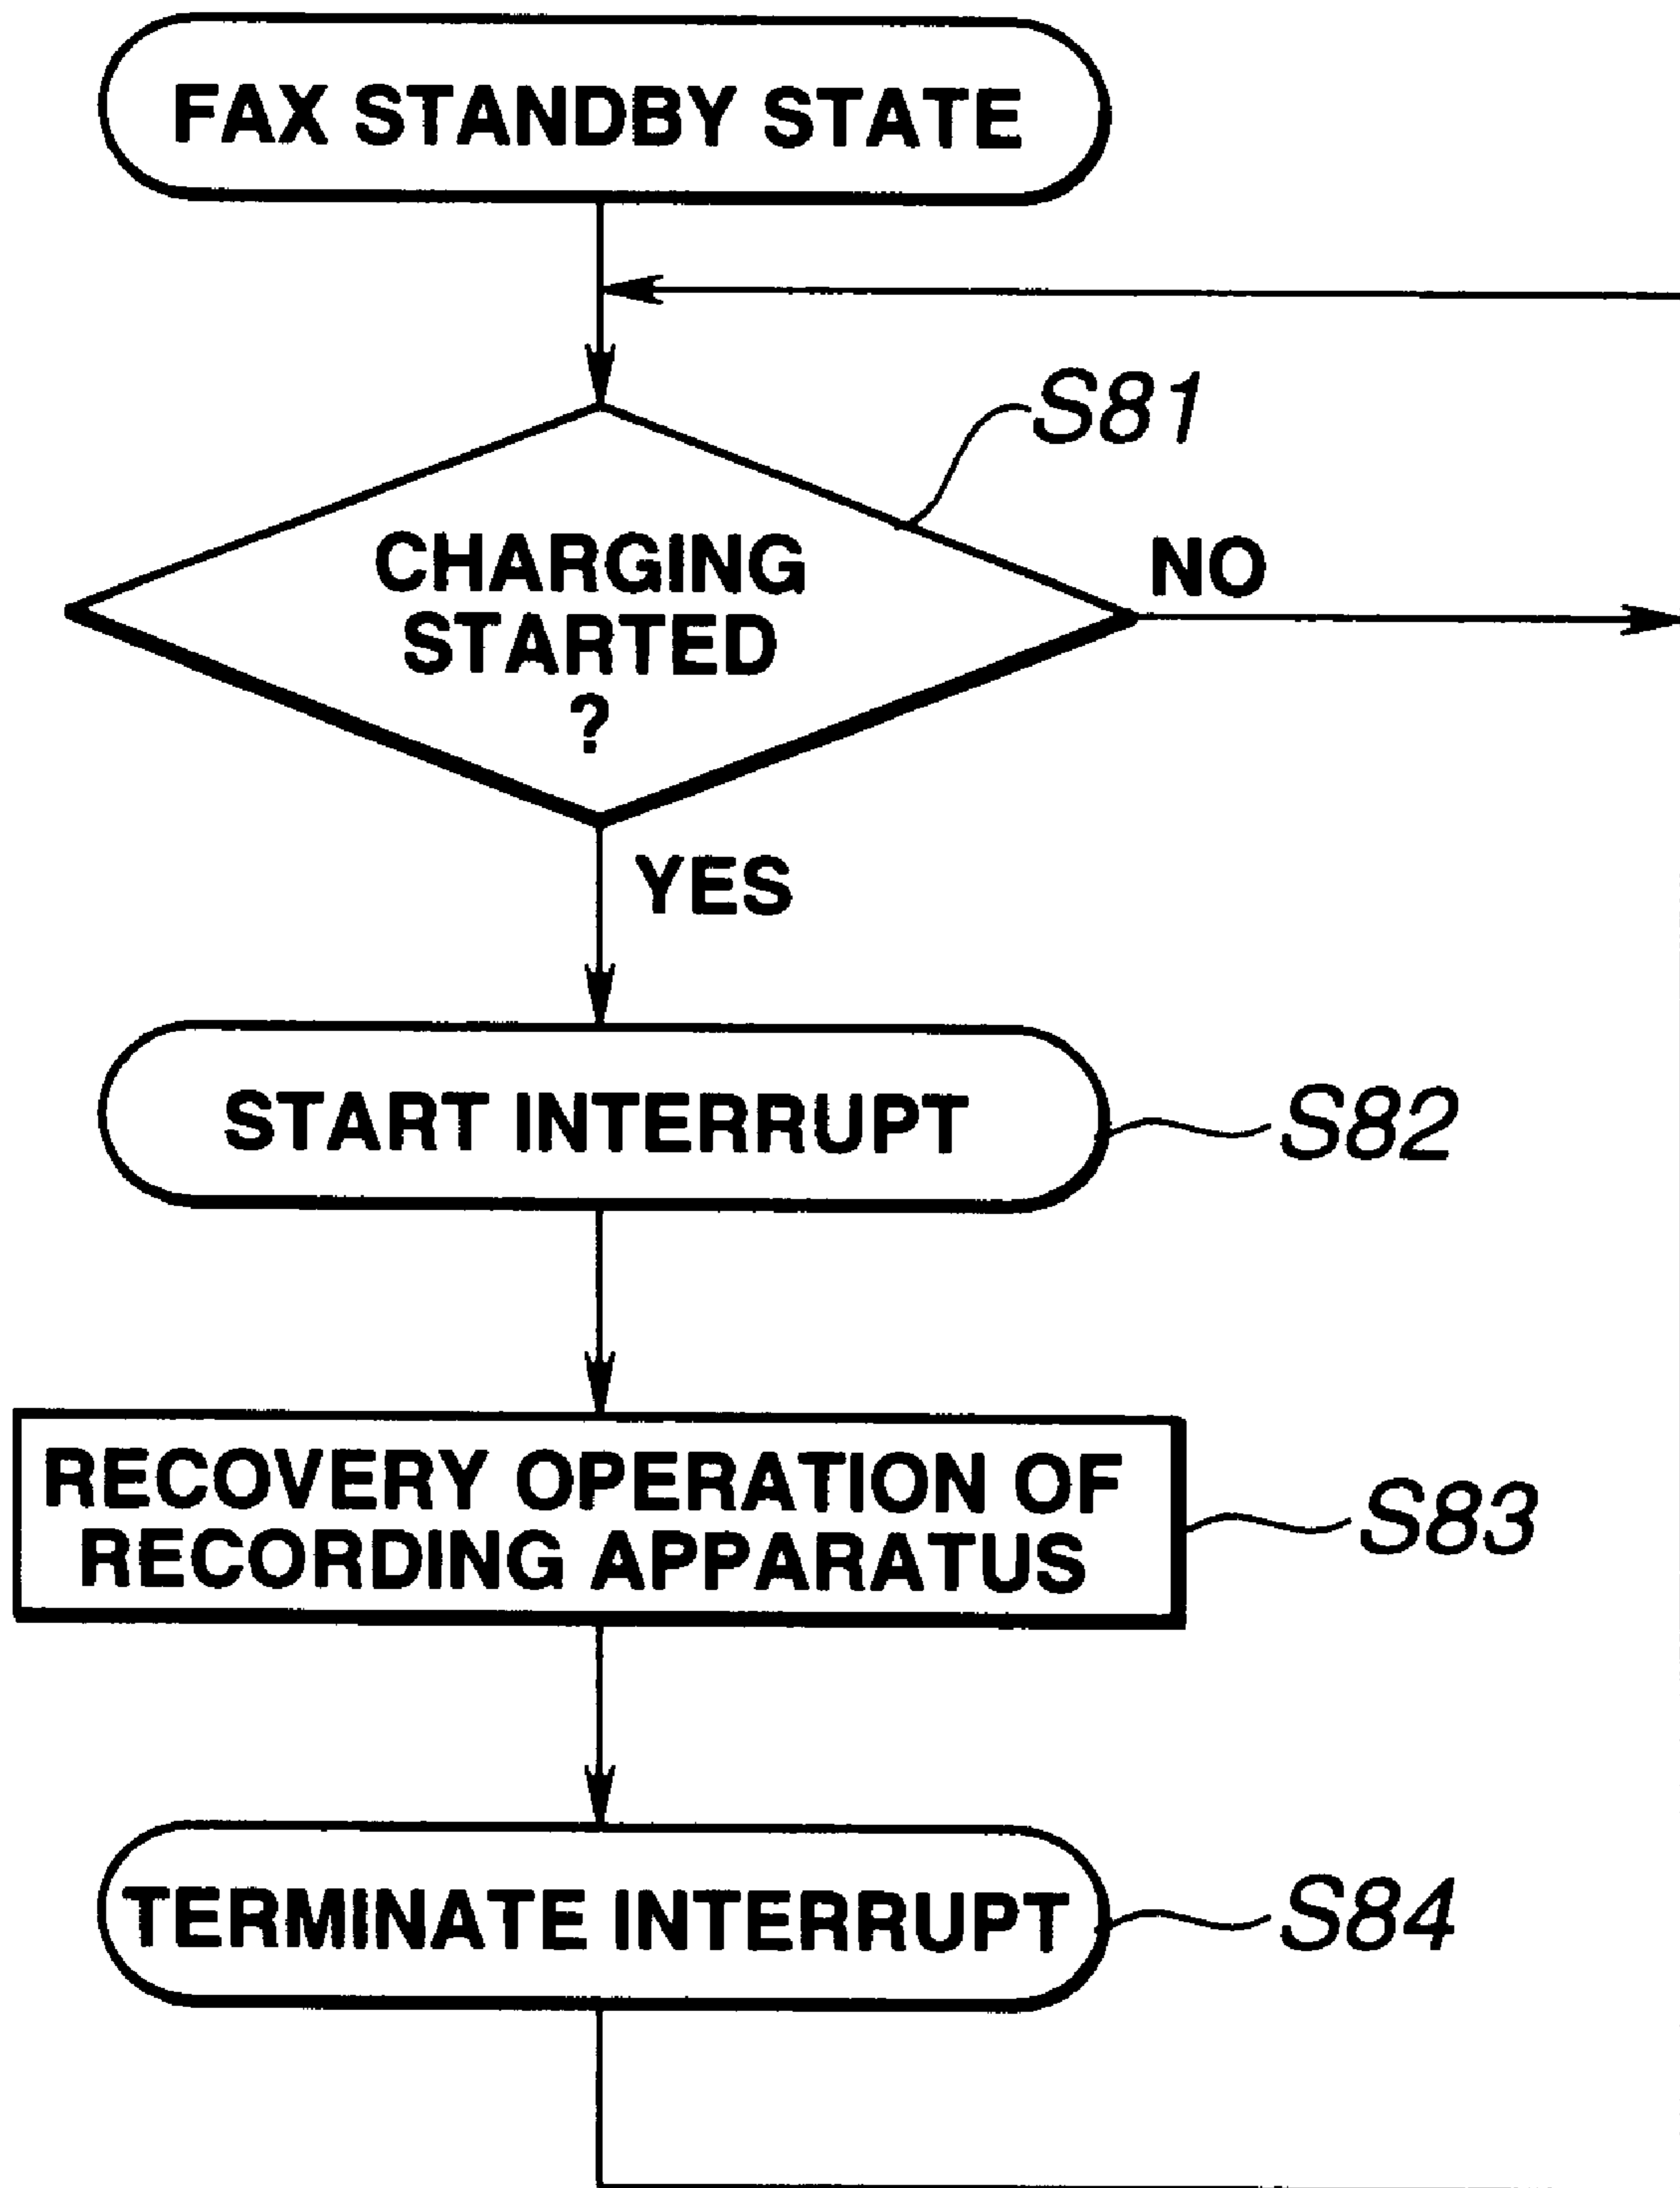 FAX STANDBY STATE
S81
CHARGING
STARTED
?
NO
YES
START INTERRUPT
S82
RECOVERY OPERATION OF
RECORDING APPARATUS
S83
TERMINATE INTERRUPT
S84